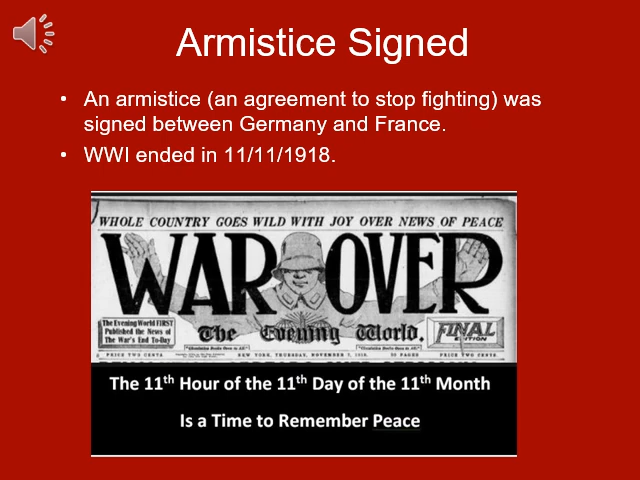 Armistice Signed
• An armistice (an agreement to stop fighting) was
signed between Germany and France.
• WWI ended in 11/11/1918.
WHOLE COUNTRY GOES WILD WITH JOY OVER NEWS OF PEACE
WAR OVER
The Evening World FIRST
Published the News of
The War's End To-Day
The Evening World.
FINAL
EDITION
PRICE TWO CENTS
NEW YORK, THURSDAY, NOVEMBER 7, 1918.
20 PAGES
PRICE TWO CENTS.
The 11th Hour of the 11th Day of the 11th Month
Is a Time to Remember Peace